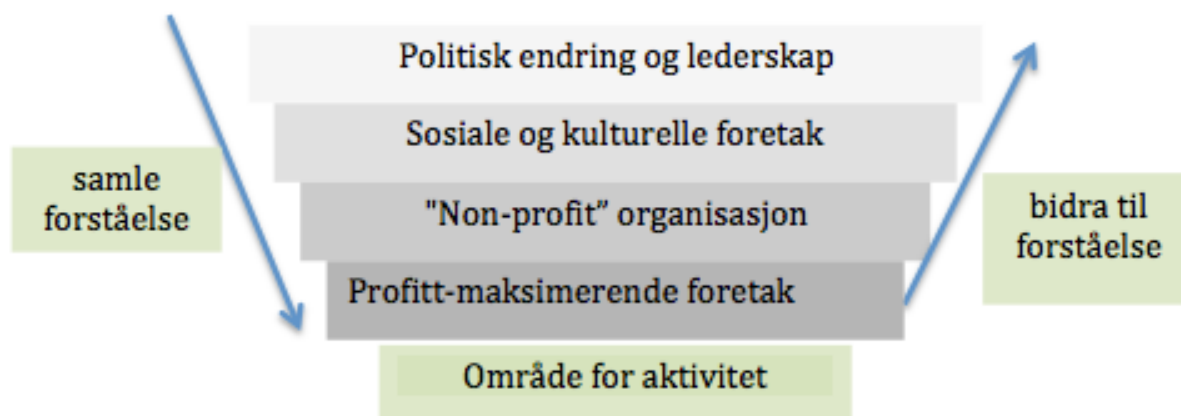 Politisk endring og lederskap
Sosiale og kulturelle foretak
samle
forståelse
"Non-profit” organisasjon
bidra til
forståelse
Profitt-maksimerende foretak
Område for aktivitet